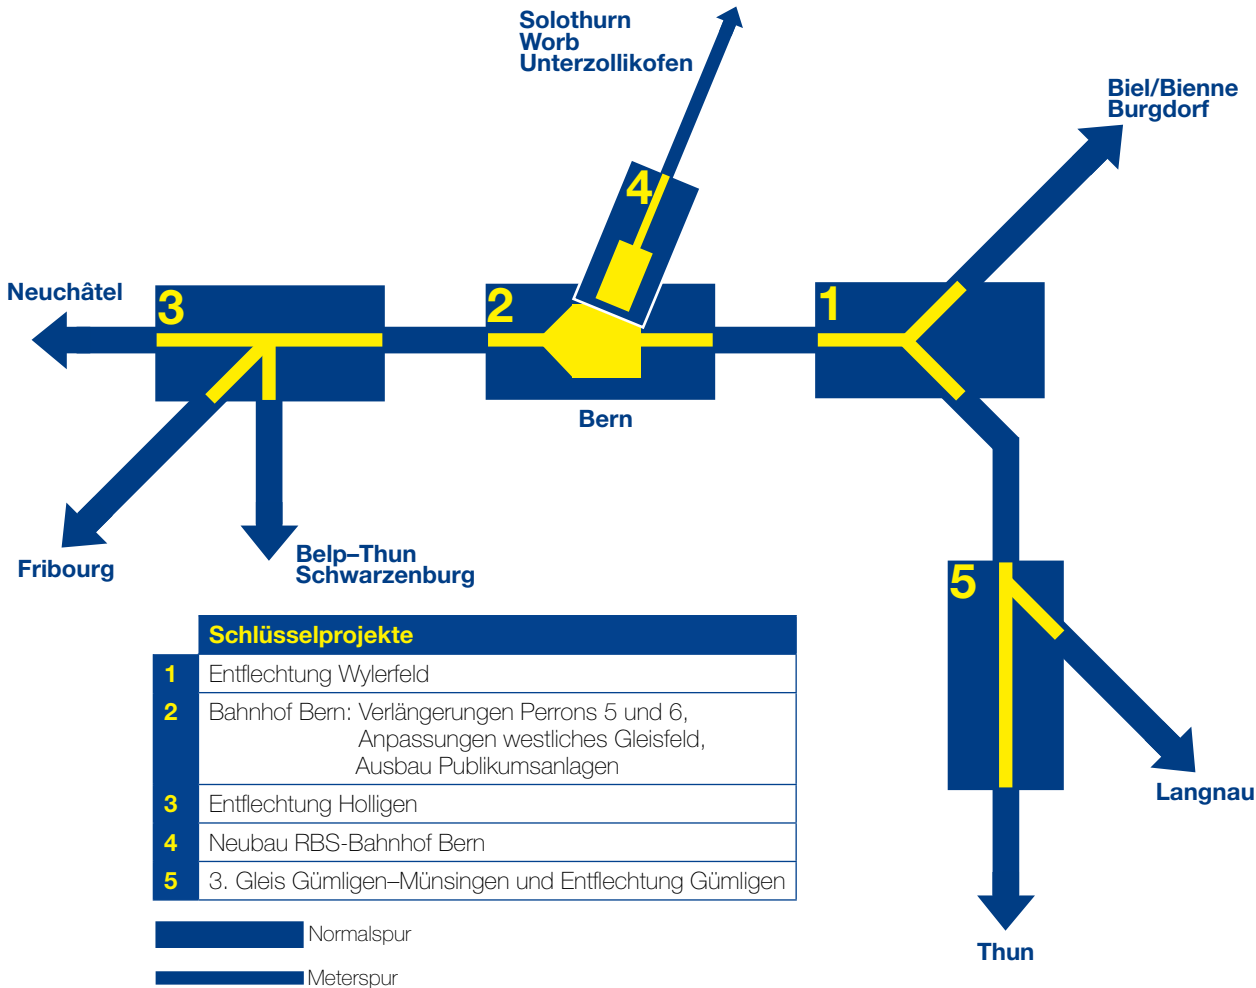 Solothurn
Worb
Unterzollikofen
Biel/Bienne
Burgdorf
4
Neuchâtel
3
2
1
Bern
Fribourg
Belp–Thun
Schwarzenburg
5
Langnau
Thun
Schlüsselprojekte
1 Entflechtung Wylerfeld
2 Bahnhof Bern: Verlängerungen Perrons 5 und 6,
Anpassungen westliches Gleisfeld,
Ausbau Publikumsanlagen
3 Entflechtung Holligen
4 Neubau RBS-Bahnhof Bern
5 3. Gleis Gümligen–Münsingen und Entflechtung Gümligen
Normalspur
Meterspur